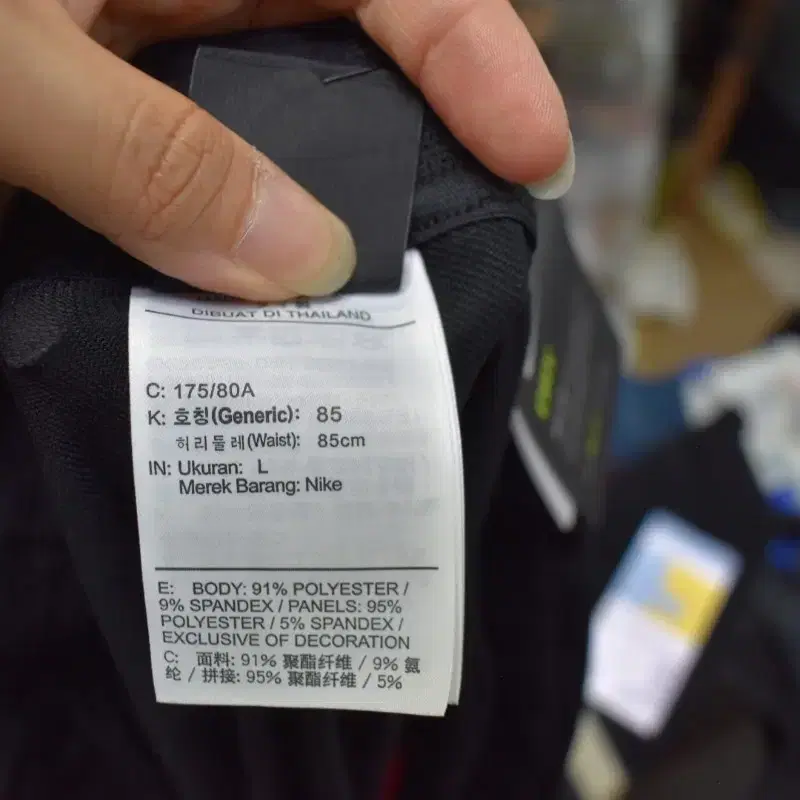 DIBUAT DI THAILAND
C: 175/80A
K: 호칭(Generic): 85
허리둘레(Waist): 85cm
IN: Ukuran: L
Merek Barang: Nike
E: BODY: 91% POLYESTER /
9% SPANDEX / PANELS: 95%
POLYESTER / 5% SPANDEX /
EXCLUSIVE OF DECORATION
C: 面料: 91% 聚酯纤维 / 9% 氨
纶 / 拼接: 95% 聚酯纤维 / 5%